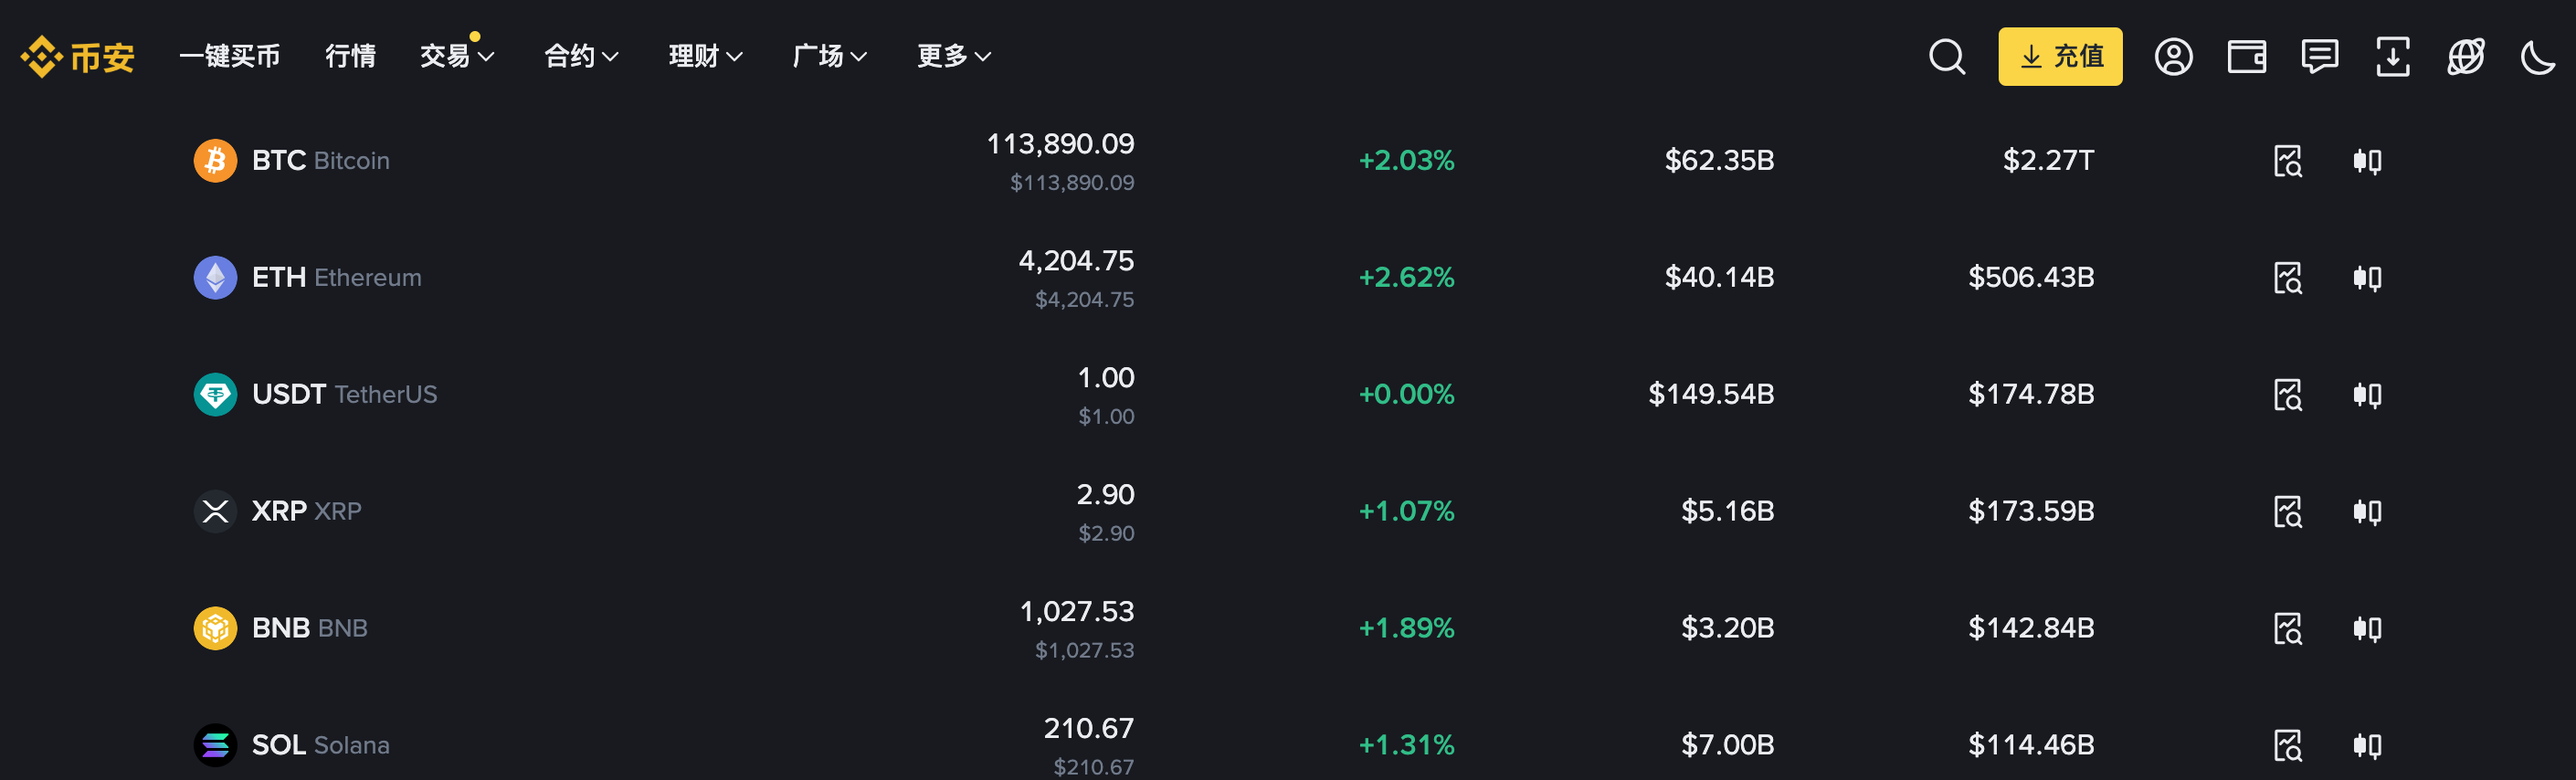 币安 一键买币 行情 交易 合约 理财 广场 更多 充值
BTC Bitcoin 113,890.09 +2.03% $62.35B $2.27T
$113,890.09
ETH Ethereum 4,204.75 +2.62% $40.14B $506.43B
$4,204.75
USDT TetherUS 1.00 +0.00% $149.54B $174.78B
$1.00
XRP XRP 2.90 +1.07% $5.16B $173.59B
$2.90
BNB BNB 1,027.53 +1.89% $3.20B $142.84B
$1,027.53
SOL Solana 210.67 +1.31% $7.00B $114.46B
$210.67